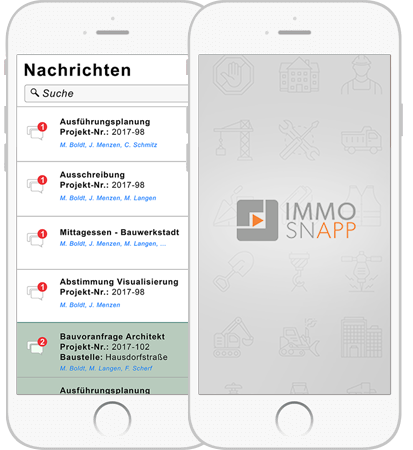 Nachrichten
Suche
1
Ausführungsplanung
Projekt-Nr.: 2017-98
M. Boldt, J. Menzen, C. Schmitz
1
Ausschreibung
Projekt-Nr.: 2017-98
M. Boldt, J. Menzen, M. Langen
1
Mittagessen - Bauwerkstadt
M. Boldt, J. Menzen, M. Langen, ...
1
Abstimmung Visualisierung
Projekt-Nr.: 2017-98
M. Boldt, J. Menzen
2
Bauvoranfrage Architekt
Projekt-Nr.: 2017-102
Baustelle: Hausdorfstraße
M. Boldt, M. Langen, F. Scherf
Ausführungsplanung
IMMO
SNAPP